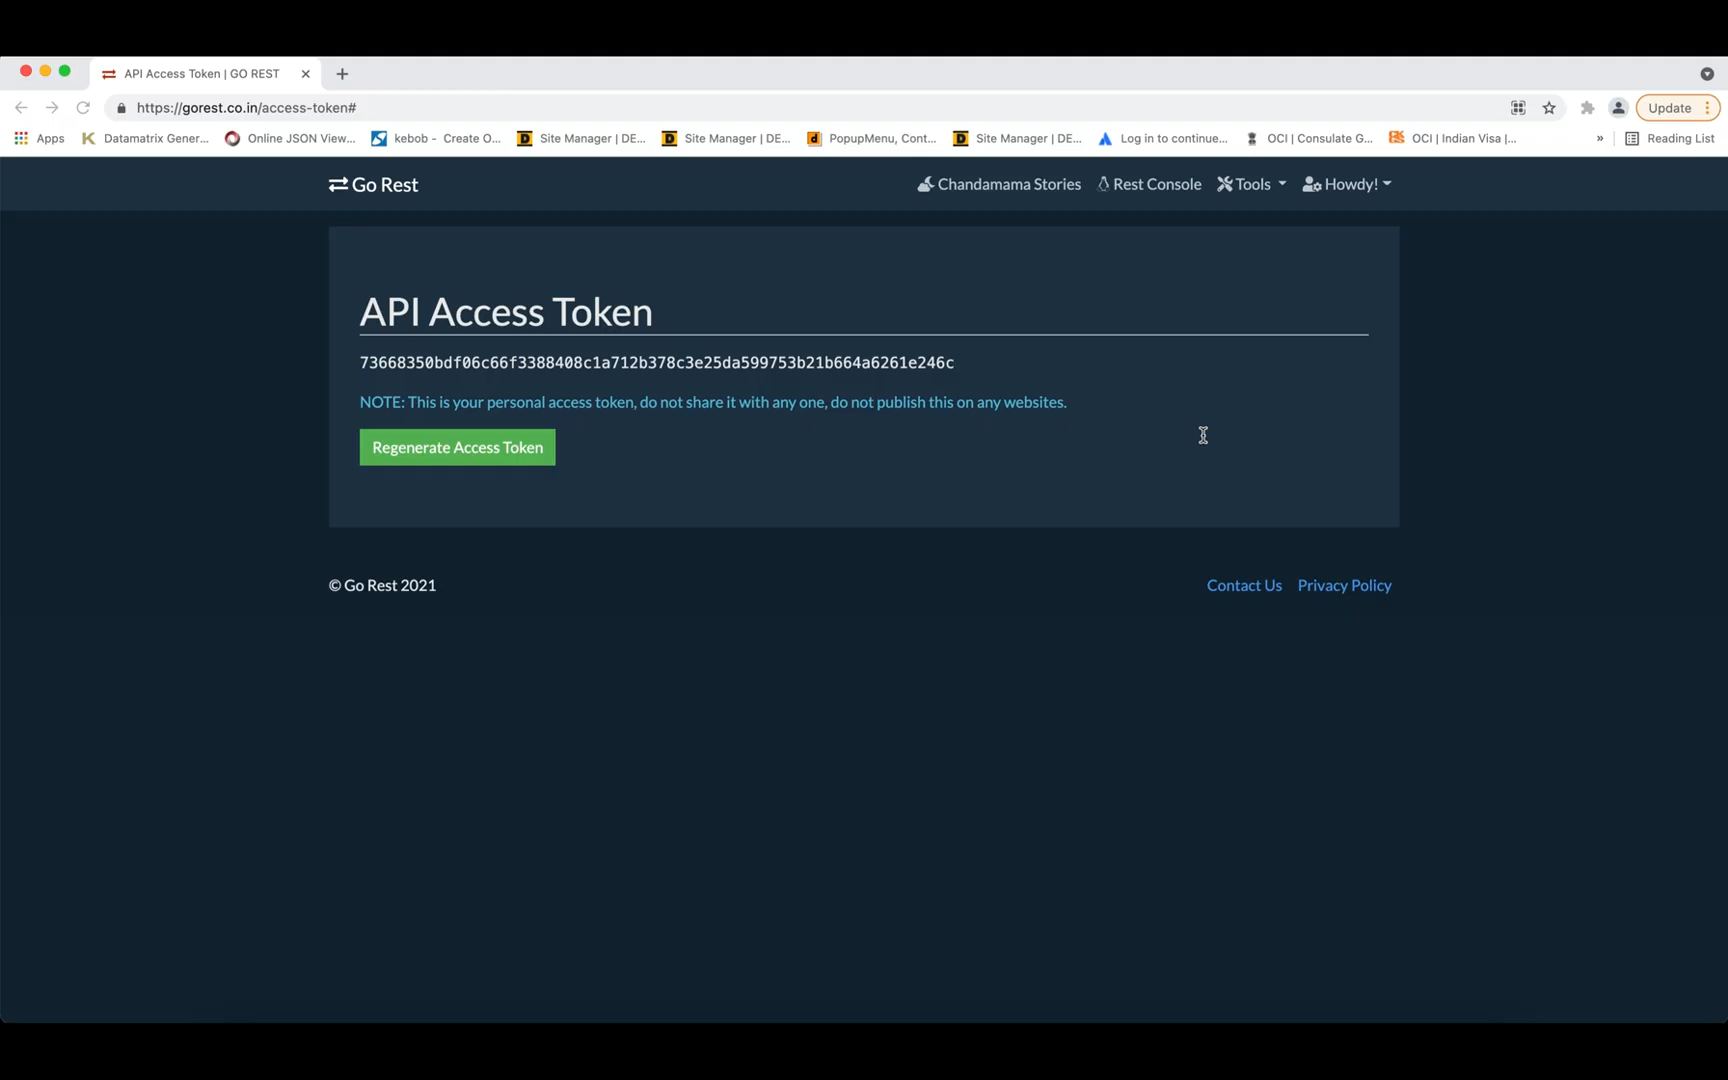 API Access Token | GO REST
https://gorest.co.in/access-token#
Update
Apps Datamatrix Gener... Online JSON View... kebob - Create O... Site Manager | DE... Site Manager | DE... PopupMenu, Cont... Site Manager | DE... Log in to continue... OCI | Consulate G... OCI | Indian Visa |... » Reading List
Go Rest Chandamama Stories Rest Console Tools Howdy!
API Access Token
73668350bdf06c66f3388408c1a712b378c3e25da599753b21b664a6261e246c
NOTE: This is your personal access token, do not share it with any one, do not publish this on any websites.
Regenerate Access Token
© Go Rest 2021 Contact Us Privacy Policy